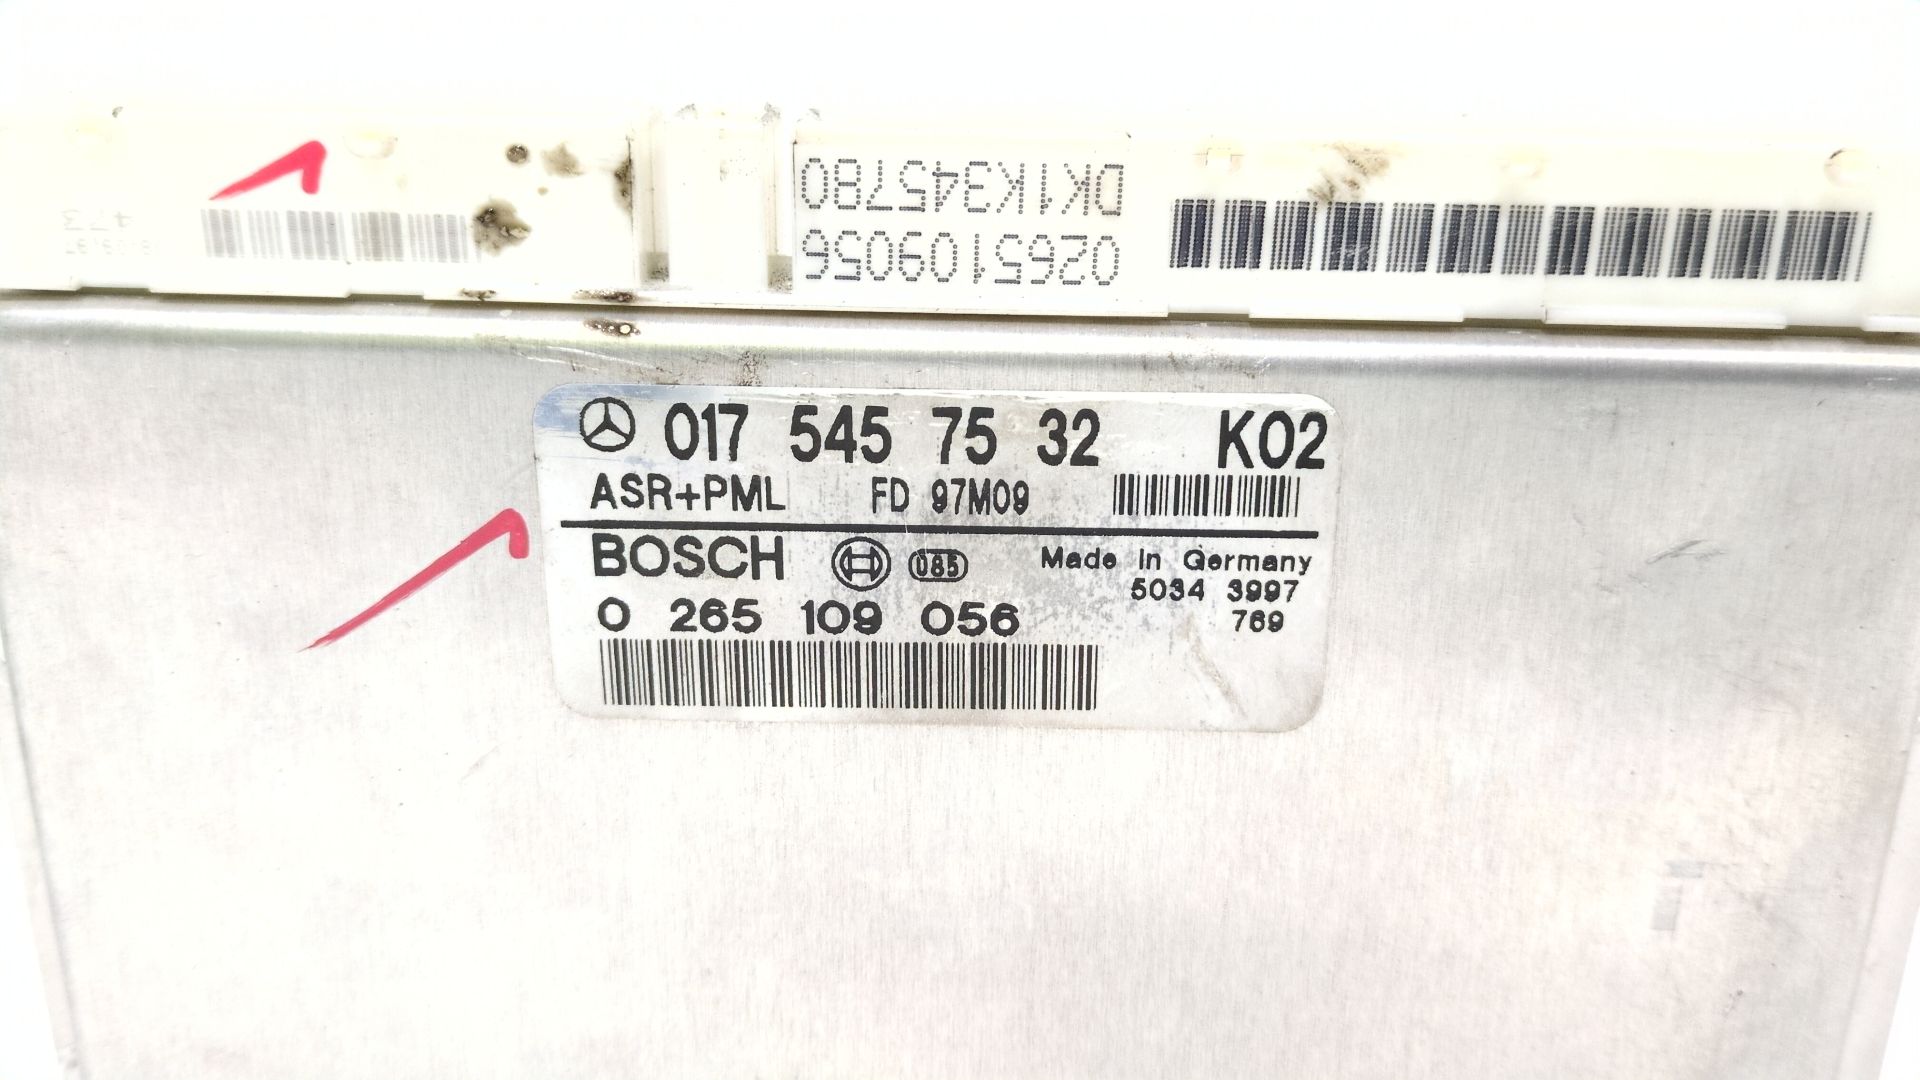 DK1K345780
0265109056
017 545 75 32 K02
ASR+PML FD 97M09
BOSCH 085 Made In Germany
5034 3997
0 265 109 056 769